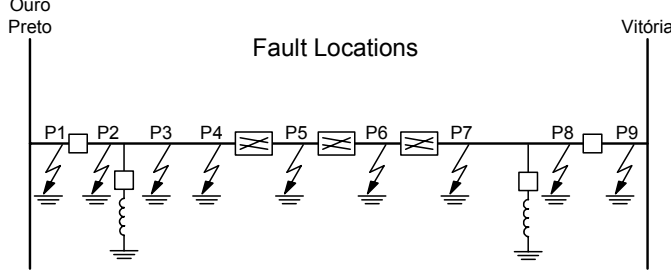 Ouro
Preto
Vitória
Fault Locations
P1 P2 P3 P4 P5 P6 P7 P8 P9